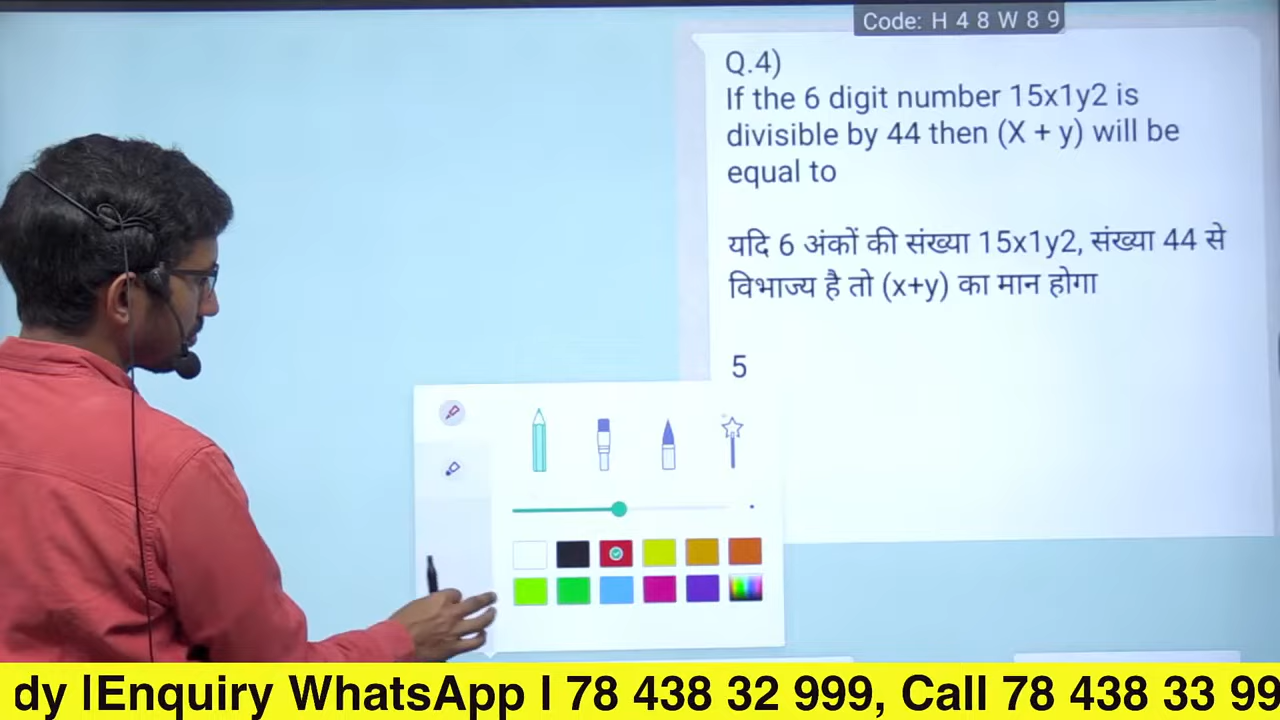 Code: H 4 8 W 8 9
Q.4)
If the 6 digit number 15x1y2 is
divisible by 44 then (X + y) will be
equal to
यदि 6 अंकों की संख्या 15x1y2, संख्या 44 से
विभाज्य है तो (x+y) का मान होगा
5
dy |Enquiry WhatsApp | 78 438 32 999, Call 78 438 33 99